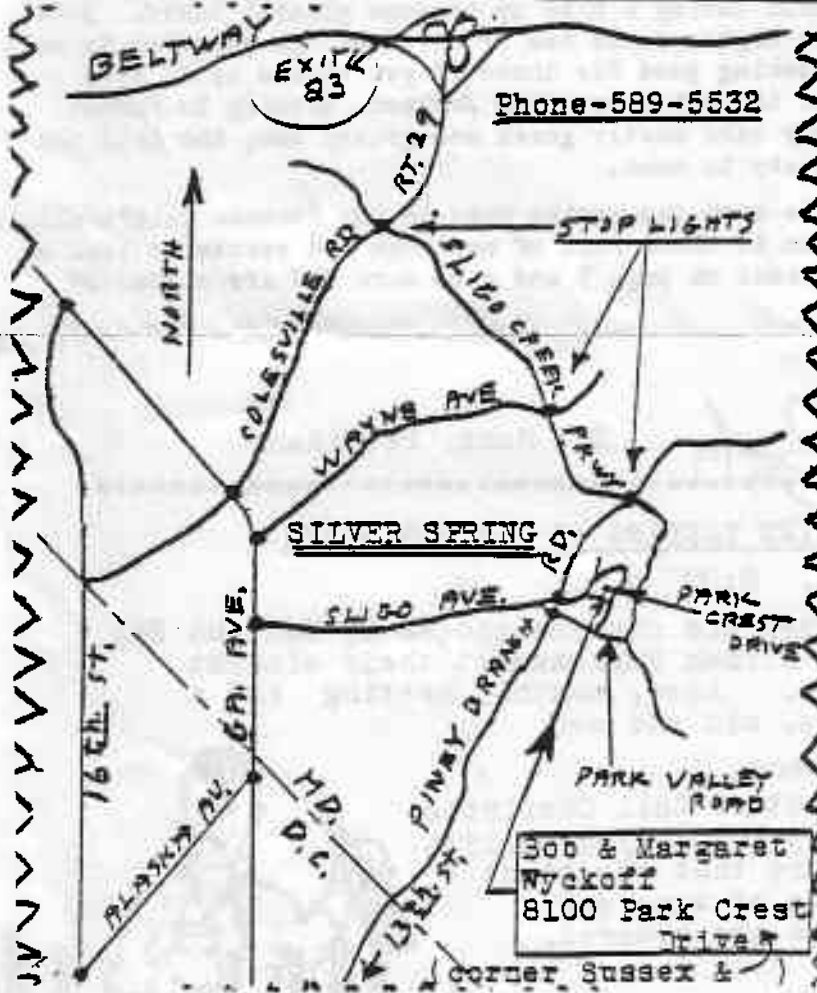 BELTWAY
EXIT
23
Phone-589-5532
RT. 29
NORTH
COLESVILLE RD
STOP LIGHTS
SLIGO CREEK PKWY
WAYNE AVE
SILVER SPRING
RD.
SLIGO AVE.
PARK
CREST
DRIVE
16th ST.
GA. AVE.
PINEY BRANCH
MD.
D.C.
PARK VALLEY
ROAD
ALASKA AV.
13th ST.
Bob & Margaret
Wyckoff
8100 Park Crest
Drive
( corner Sussex & )